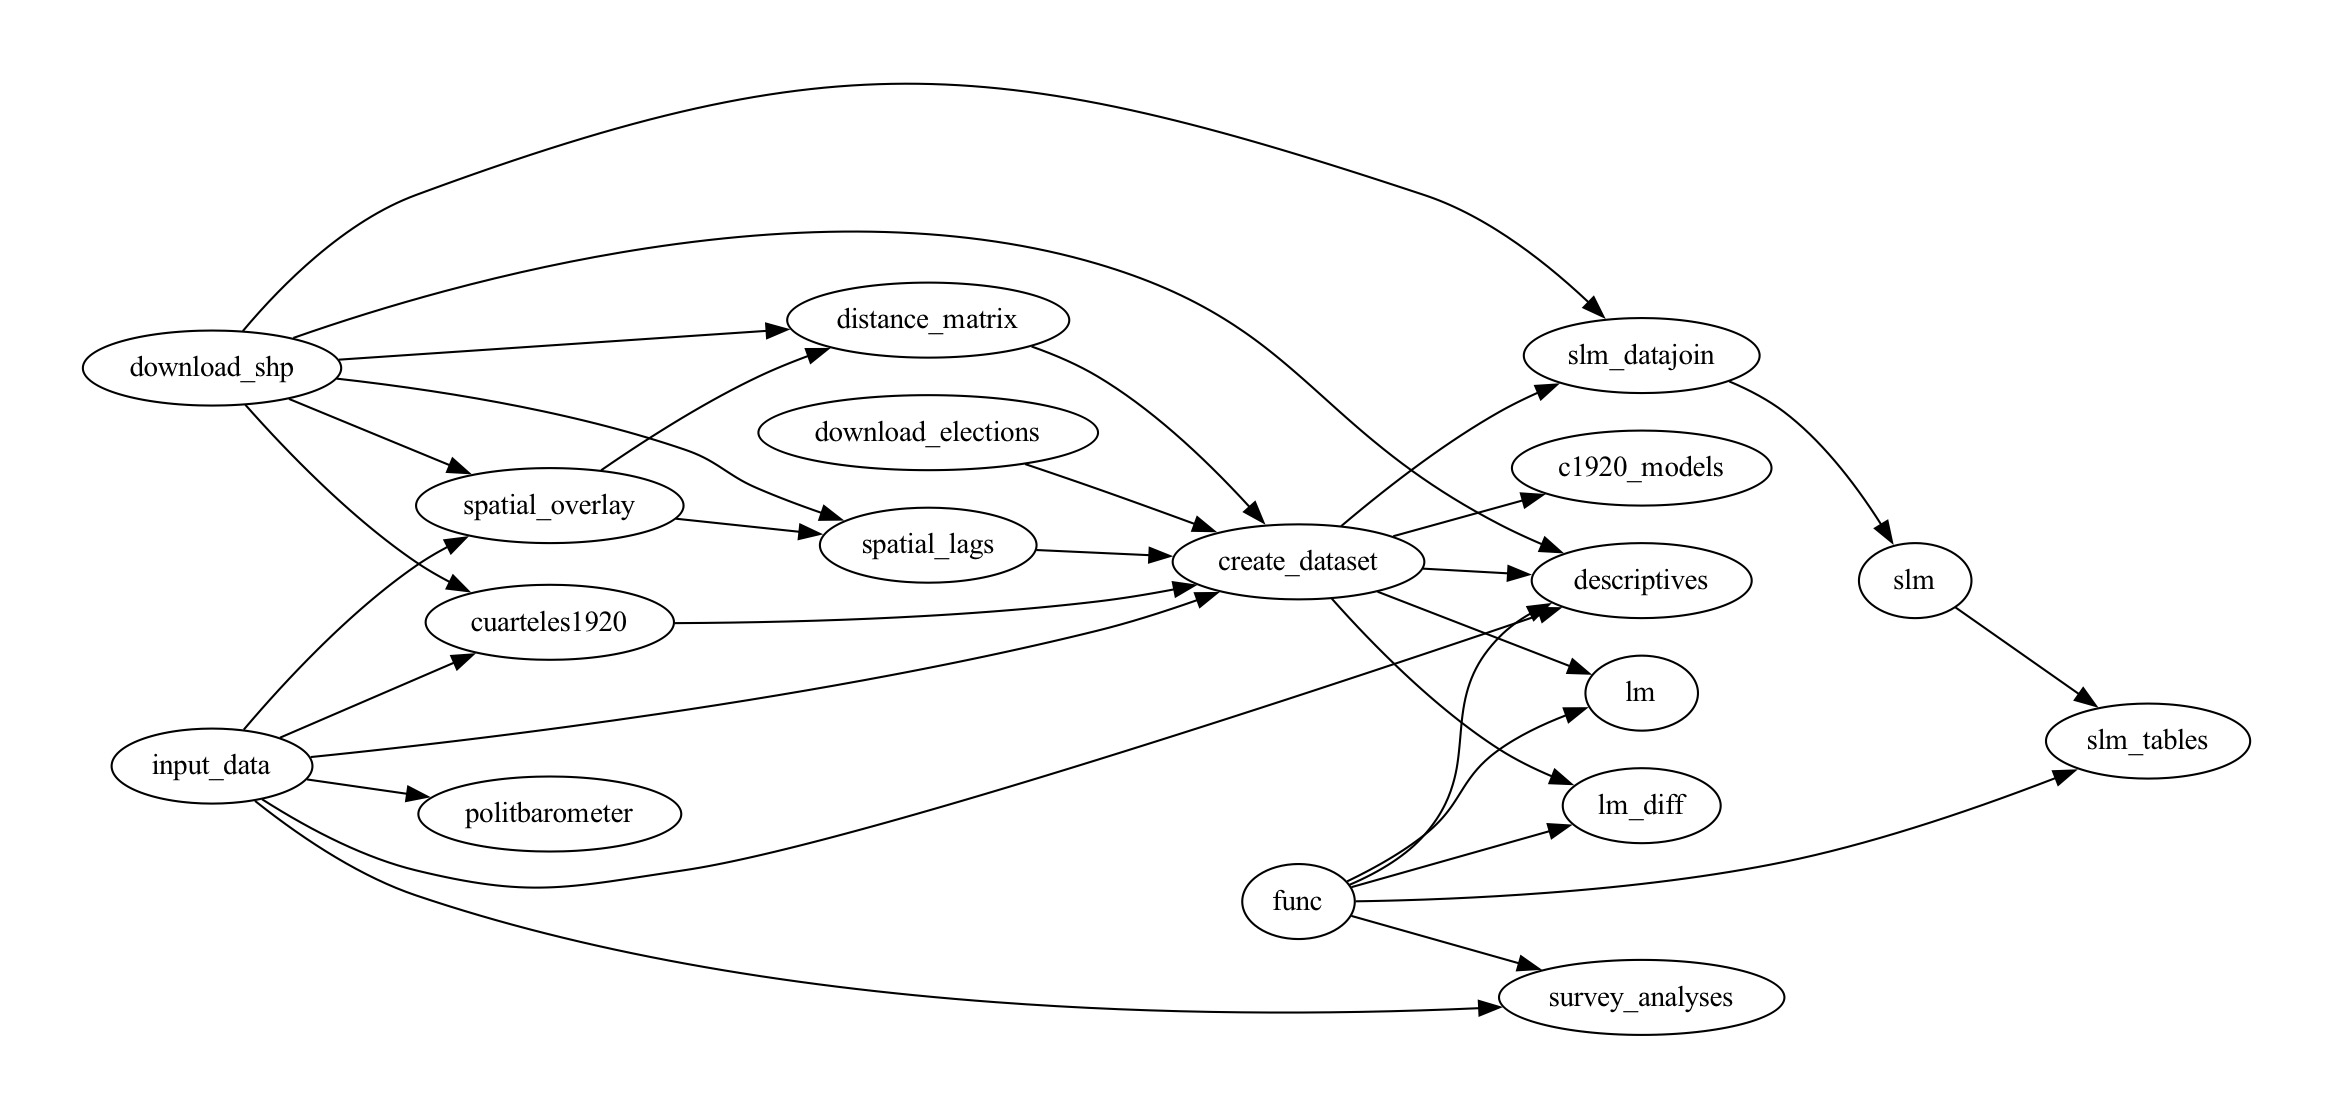 download_shp
input_data
spatial_overlay
cuarteles1920
politbarometer
distance_matrix
download_elections
spatial_lags
create_dataset
func
slm_datajoin
c1920_models
descriptives
lm
lm_diff
survey_analyses
slm
slm_tables